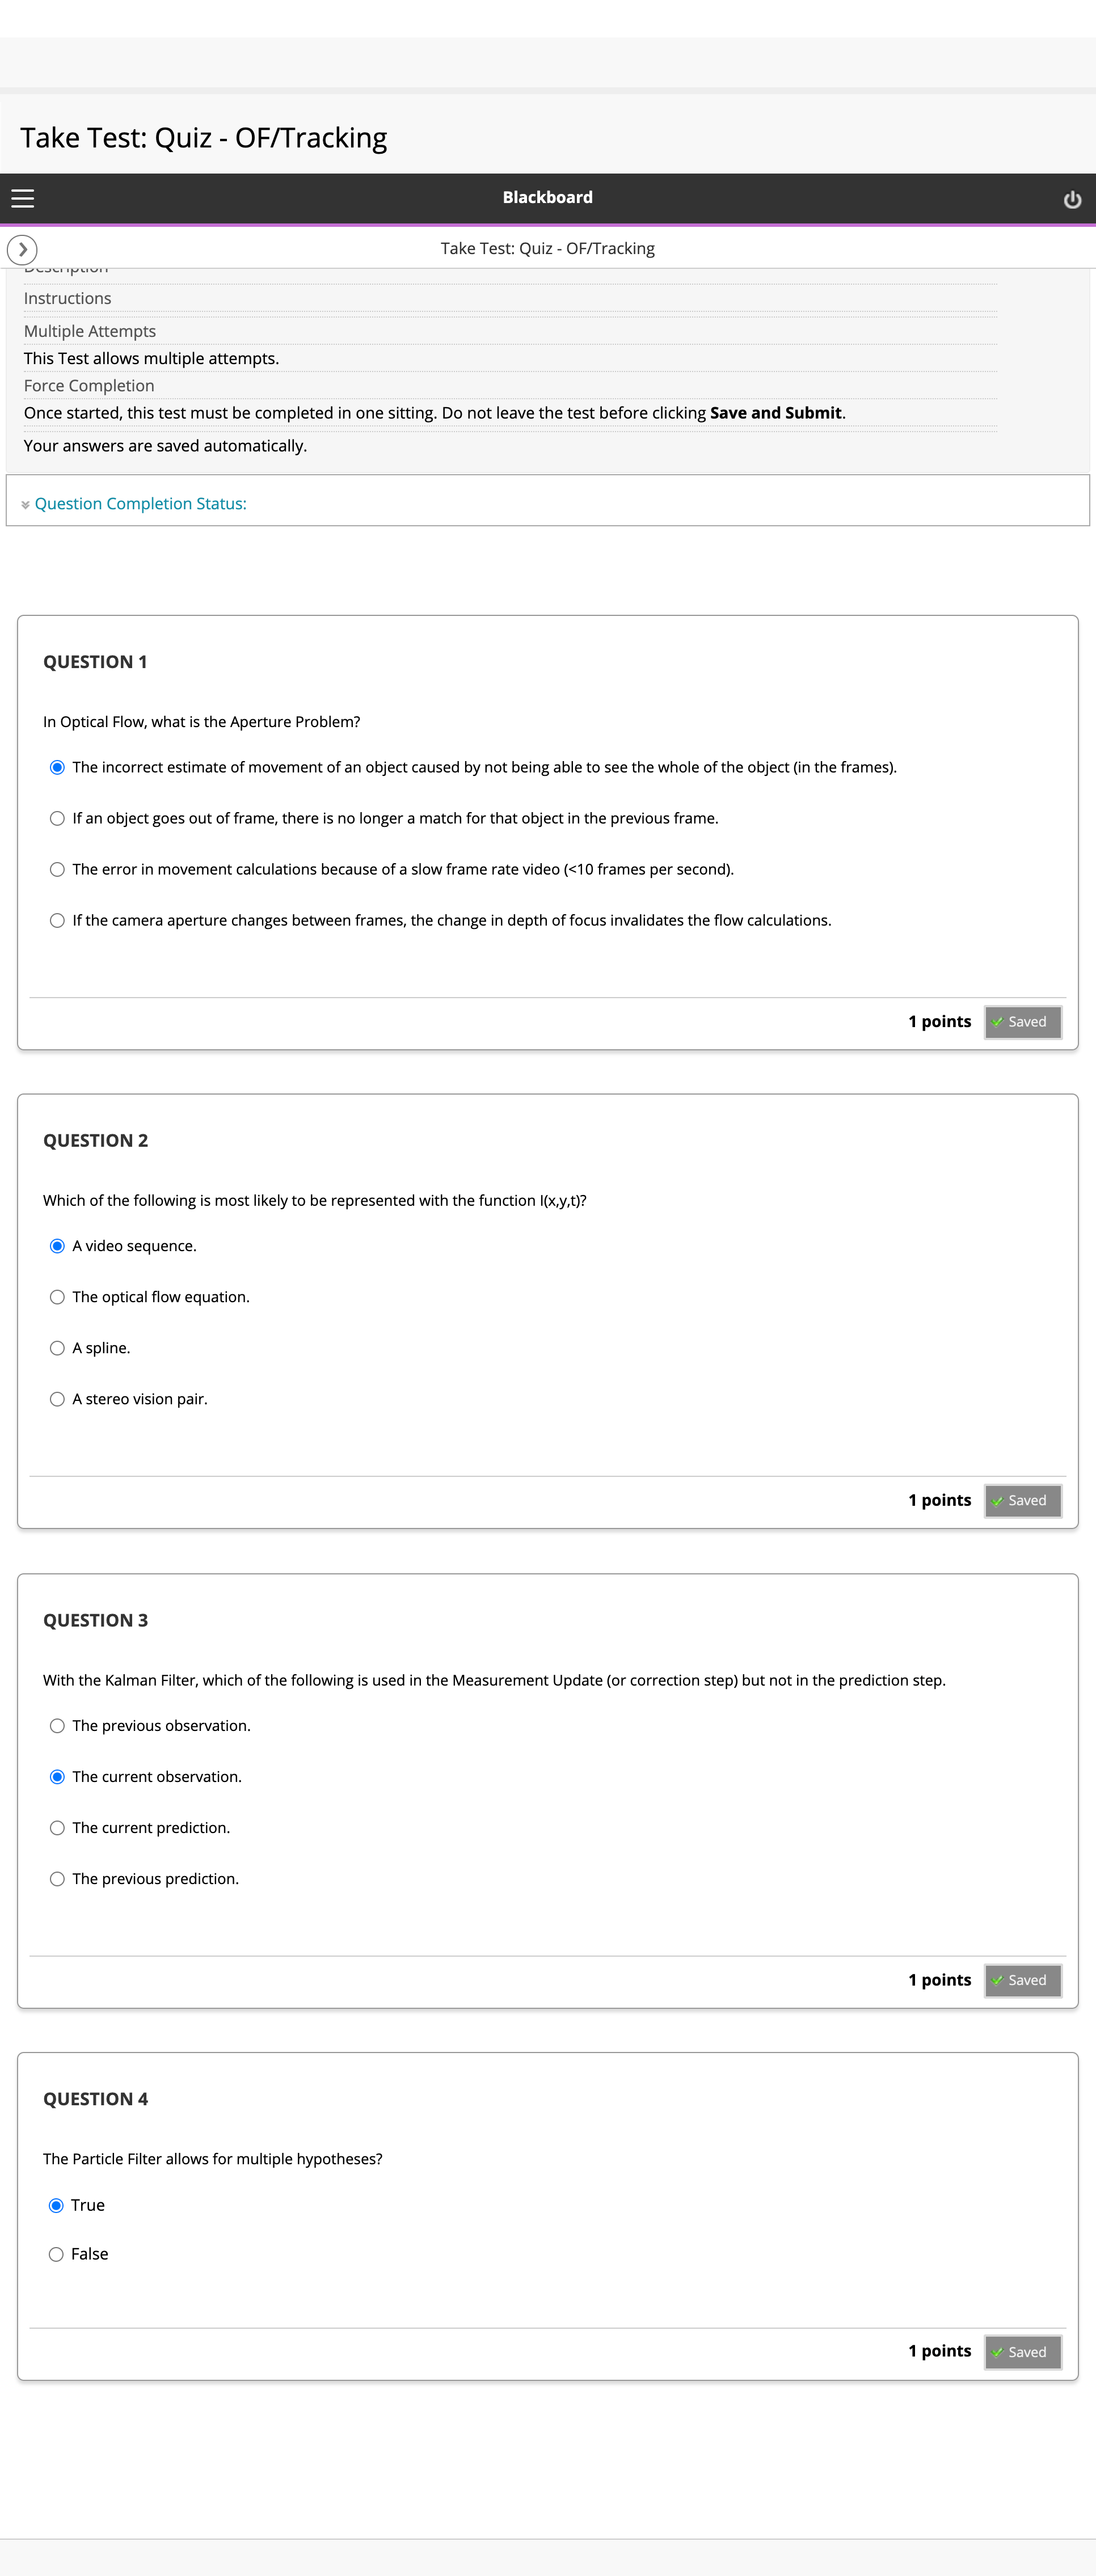 Take Test: Quiz - OF/Tracking
Blackboard
Take Test: Quiz - OF/Tracking
Description
Instructions
Multiple Attempts
This Test allows multiple attempts.
Force Completion
Once started, this test must be completed in one sitting. Do not leave the test before clicking Save and Submit.
Your answers are saved automatically.
Question Completion Status:
QUESTION 1
In Optical Flow, what is the Aperture Problem?
The incorrect estimate of movement of an object caused by not being able to see the whole of the object (in the frames).
If an object goes out of frame, there is no longer a match for that object in the previous frame.
The error in movement calculations because of a slow frame rate video (<10 frames per second).
If the camera aperture changes between frames, the change in depth of focus invalidates the flow calculations.
1 points Saved
QUESTION 2
Which of the following is most likely to be represented with the function I(x,y,t)?
A video sequence.
The optical flow equation.
A spline.
A stereo vision pair.
1 points Saved
QUESTION 3
With the Kalman Filter, which of the following is used in the Measurement Update (or correction step) but not in the prediction step.
The previous observation.
The current observation.
The current prediction.
The previous prediction.
1 points Saved
QUESTION 4
The Particle Filter allows for multiple hypotheses?
True
False
1 points Saved